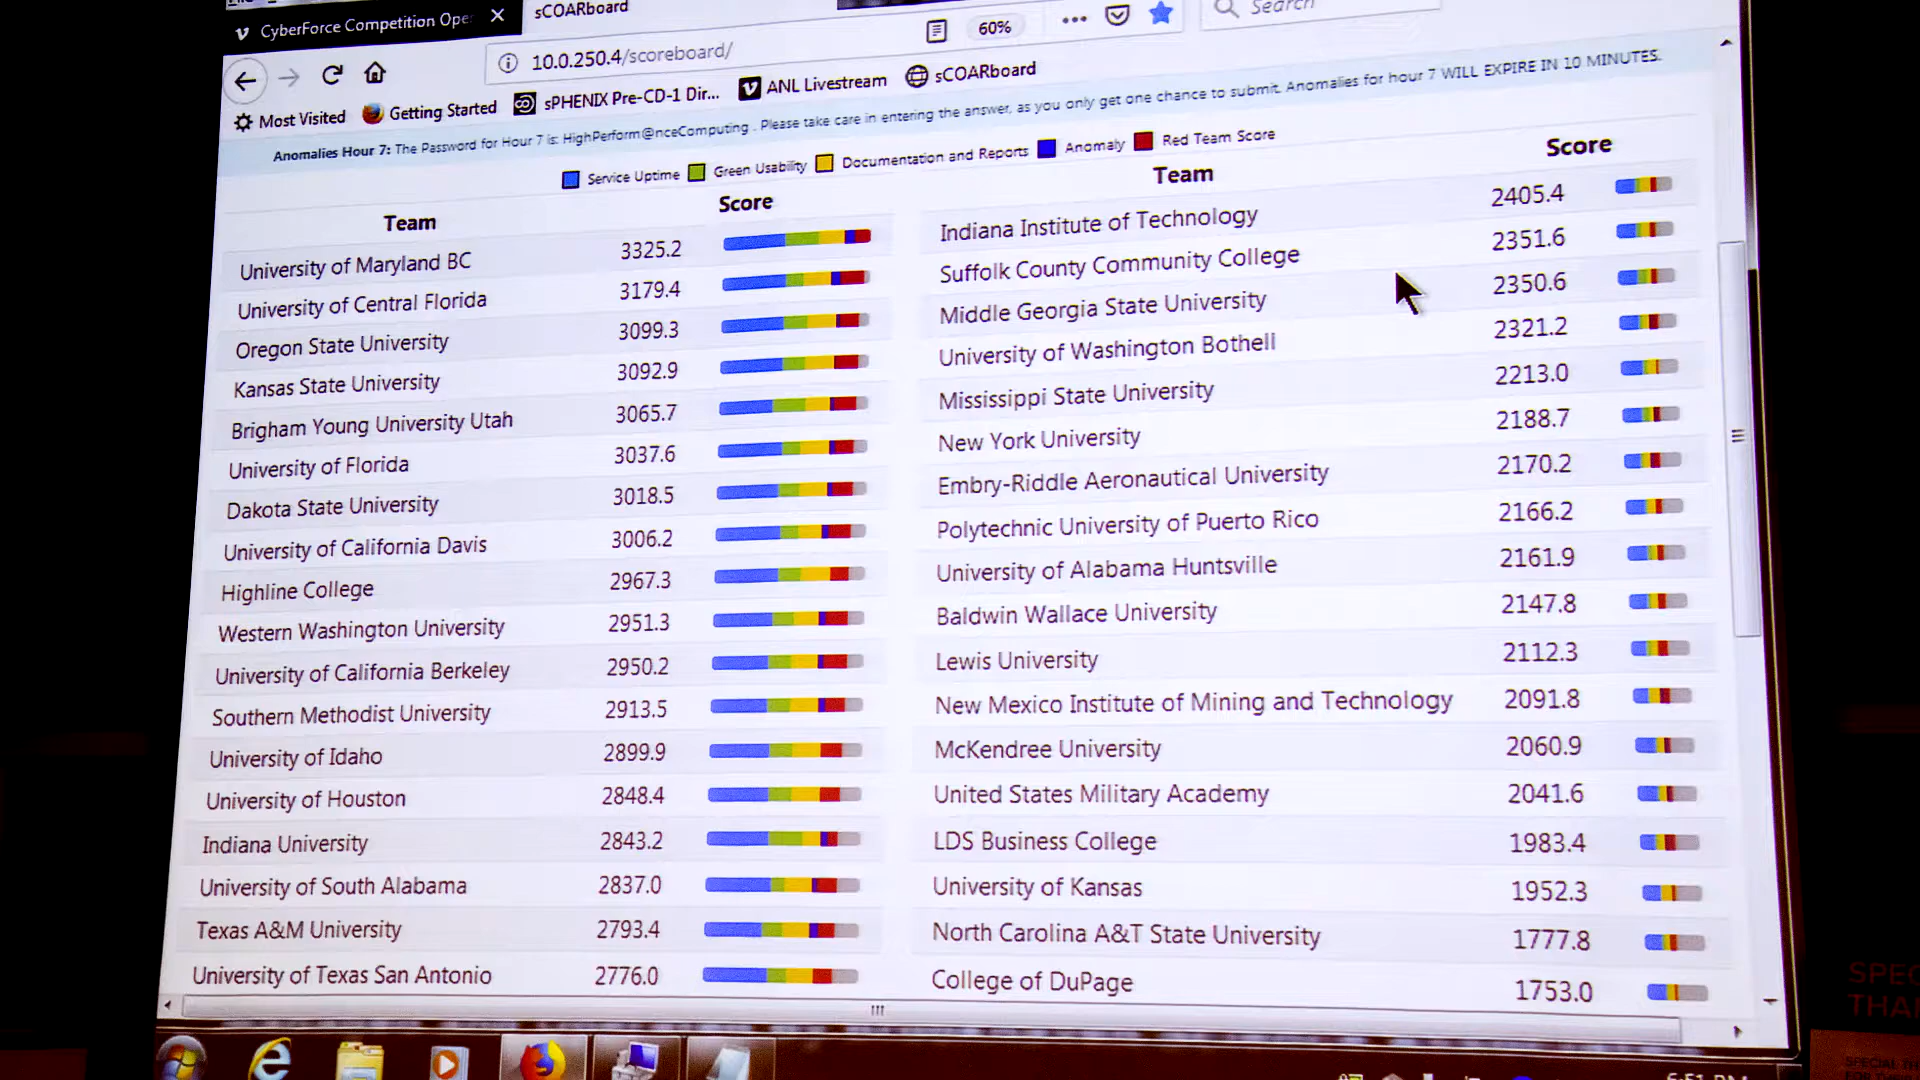 CyberForce Competition Ope
sCOARboard
10.0.250.4/scoreboard/
60%
Search
Most Visited
Getting Started
sPHENIX Pre-CD-1 Dir...
ANL Livestream
sCOARboard
Anomalies Hour 7: The Password for Hour 7 is: HighPerform@nceComputing . Please take care in entering the answer, as you only get one chance to submit. Anomalies for hour 7 WILL EXPIRE IN 10 MINUTES.
Service Uptime Green Usability Documentation and Reports Anomaly Red Team Score
Team Score
University of Maryland BC 3325.2
University of Central Florida 3179.4
Oregon State University 3099.3
Kansas State University 3092.9
Brigham Young University Utah 3065.7
University of Florida 3037.6
Dakota State University 3018.5
University of California Davis 3006.2
Highline College 2967.3
Western Washington University 2951.3
University of California Berkeley 2950.2
Southern Methodist University 2913.5
University of Idaho 2899.9
University of Houston 2848.4
Indiana University 2843.2
University of South Alabama 2837.0
Texas A&M University 2793.4
University of Texas San Antonio 2776.0
Team Score
Indiana Institute of Technology 2405.4
Suffolk County Community College 2351.6
Middle Georgia State University 2350.6
University of Washington Bothell 2321.2
Mississippi State University 2213.0
New York University 2188.7
Embry-Riddle Aeronautical University 2170.2
Polytechnic University of Puerto Rico 2166.2
University of Alabama Huntsville 2161.9
Baldwin Wallace University 2147.8
Lewis University 2112.3
New Mexico Institute of Mining and Technology 2091.8
McKendree University 2060.9
United States Military Academy 2041.6
LDS Business College 1983.4
University of Kansas 1952.3
North Carolina A&T State University 1777.8
College of DuPage 1753.0
SPEC
THAN